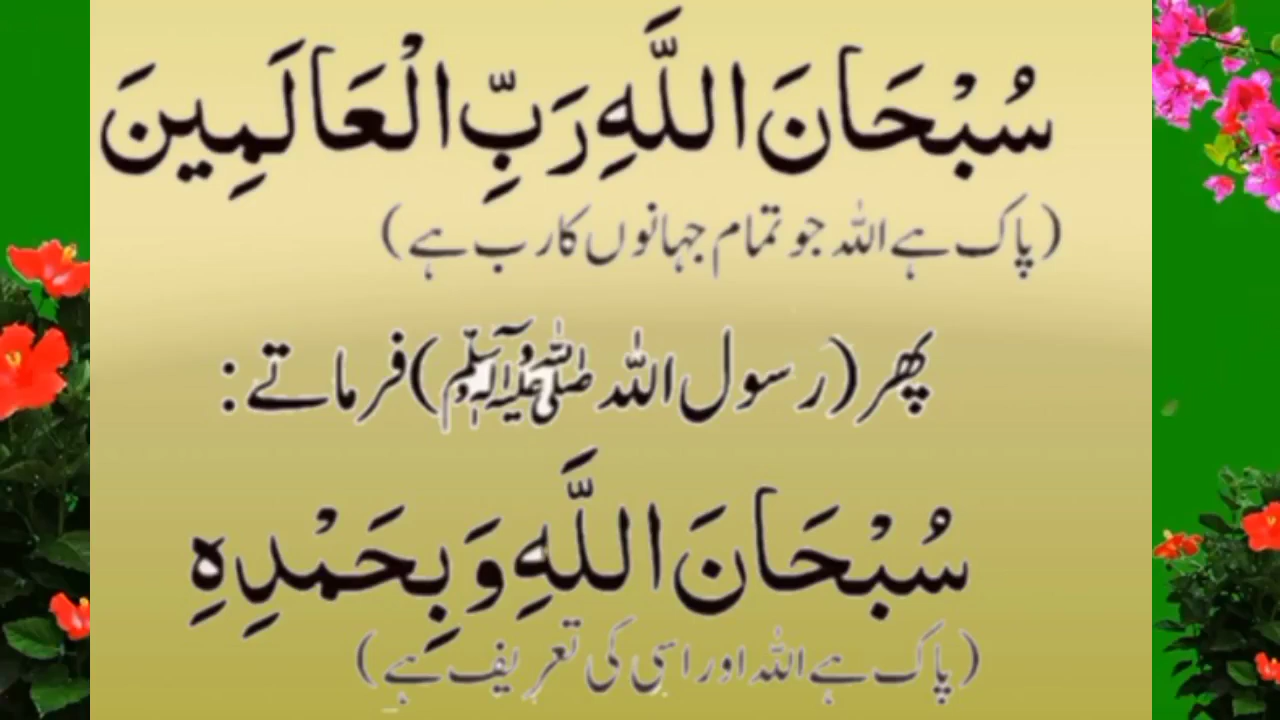 سُبْحَانَ اللَّهِ رَبِّ الْعَالَمِينَ
(پاک ہے اللہ جو تمام جہانوں کا رب ہے)
پھر (رسول اللہ ﷺ) فرماتے:
سُبْحَانَ اللَّهِ وَبِحَمْدِهِ
(پاک ہے اللہ اور اسی کی تعریف ہے)